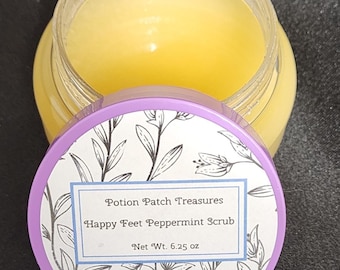 Potion Patch Treasures
Happy Feet Peppermint Scrub
Net Wt. 6.25 oz